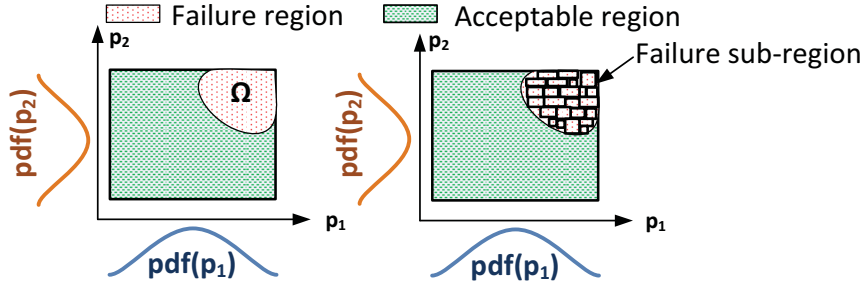 Failure region
Acceptable region
p₂
p₂
Failure sub-region
Ω
pdf(p₂)
pdf(p₂)
p₁
p₁
pdf(p₁)
pdf(p₁)